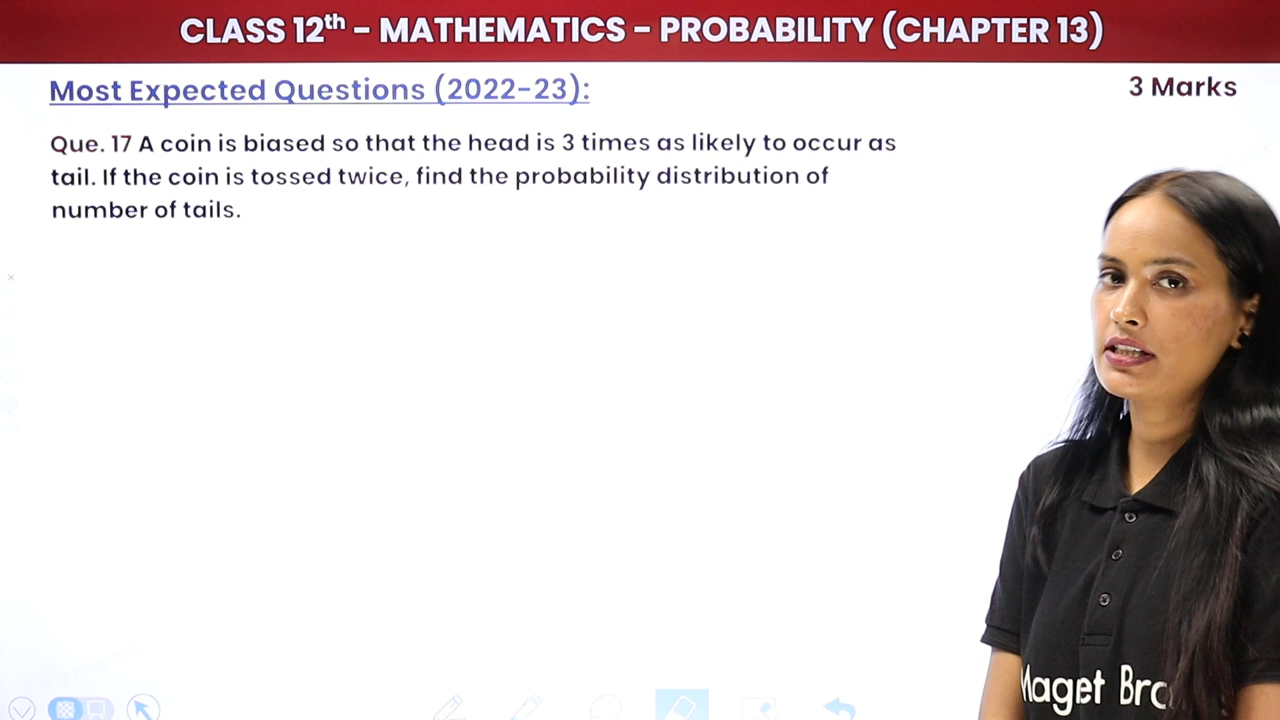 CLASS 12th - MATHEMATICS - PROBABILITY (CHAPTER 13)
Most Expected Questions (2022-23):
3 Marks
Que. 17 A coin is biased so that the head is 3 times as likely to occur as
tail. If the coin is tossed twice, find the probability distribution of
number of tails.
Maget Bro